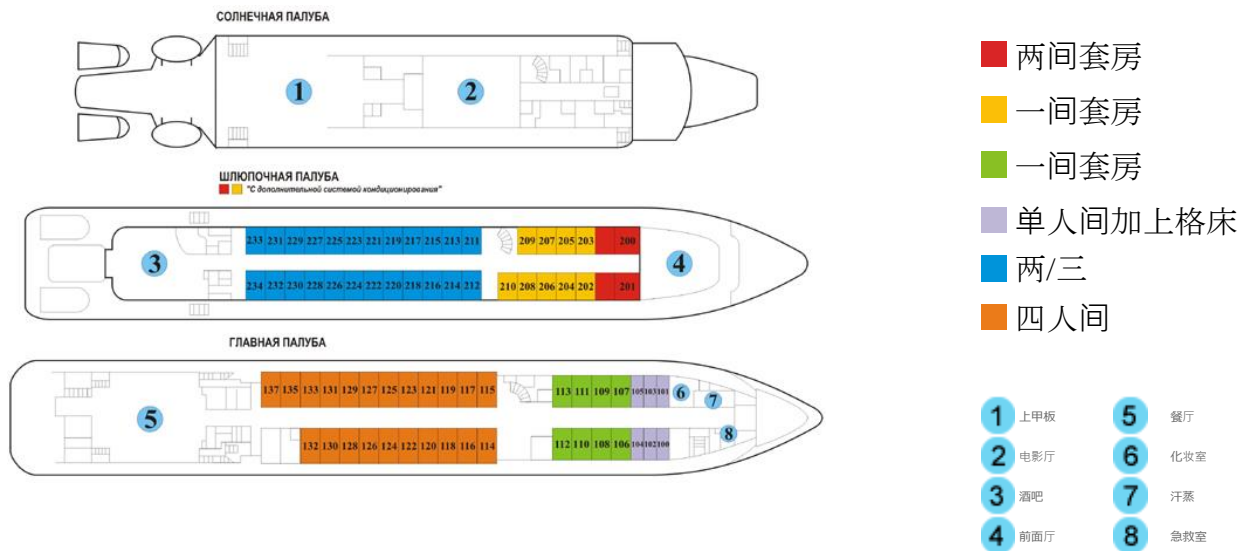 СОЛНЕЧНАЯ ПАЛУБА
1
2
ШЛЮПОЧНАЯ ПАЛУБА
"С дополнительной системой кондиционирования"
233 231 229 227 225 223 221 219 217 215 213 211
209 207 205 203
200
3
4
234 232 230 228 226 224 222 220 218 216 214 212
210 208 206 204 202
201
ГЛАВНАЯ ПАЛУБА
137 135 133 131 129 127 125 123 121 119 117 115
113 111 109 107 105 103 101
6
7
5
8
132 130 128 126 124 122 120 118 116 114
112 110 108 106 104 102 100
两间套房
一间套房
一间套房
单人间加上格床
两/三
四人间
1 上甲板
5 餐厅
2 电影厅
6 化妆室
3 酒吧
7 汗蒸
4 前面厅
8 急救室